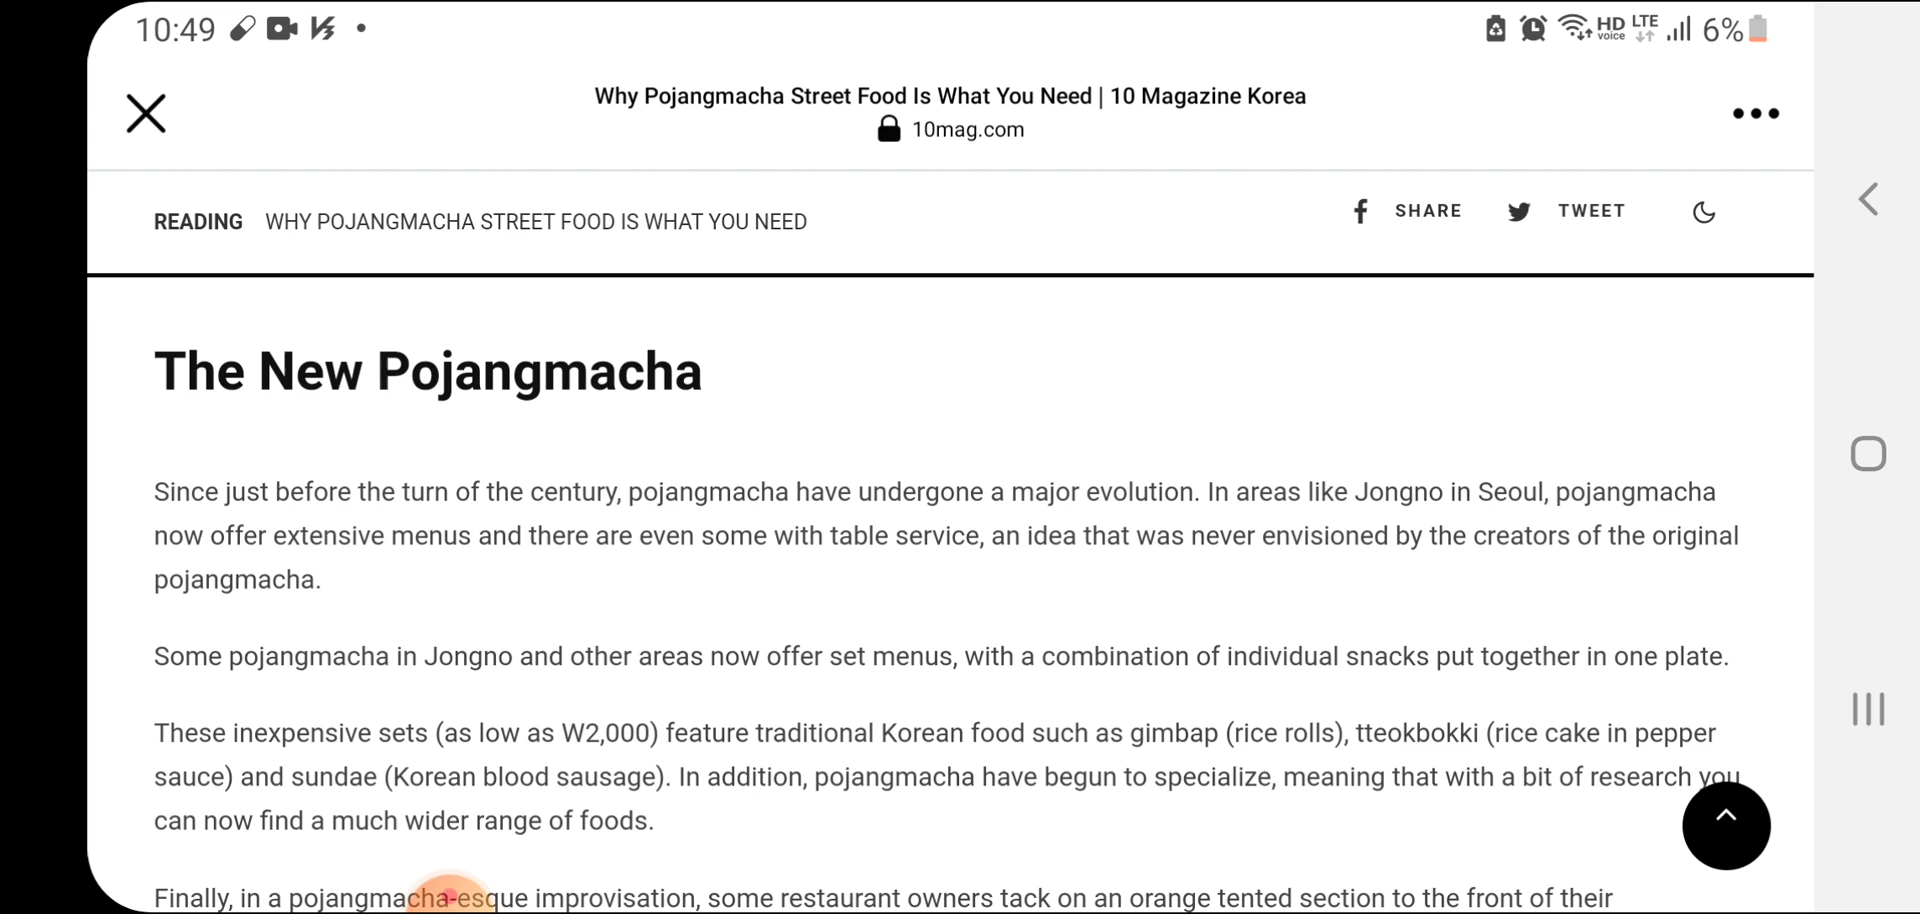 10:49
HD voice LTE 6%
Why Pojangmacha Street Food Is What You Need | 10 Magazine Korea
10mag.com
READING WHY POJANGMACHA STREET FOOD IS WHAT YOU NEED
SHARE TWEET
The New Pojangmacha
Since just before the turn of the century, pojangmacha have undergone a major evolution. In areas like Jongno in Seoul, pojangmacha
now offer extensive menus and there are even some with table service, an idea that was never envisioned by the creators of the original
pojangmacha.
Some pojangmacha in Jongno and other areas now offer set menus, with a combination of individual snacks put together in one plate.
These inexpensive sets (as low as W2,000) feature traditional Korean food such as gimbap (rice rolls), tteokbokki (rice cake in pepper
sauce) and sundae (Korean blood sausage). In addition, pojangmacha have begun to specialize, meaning that with a bit of research you
can now find a much wider range of foods.
Finally, in a pojangmacha-esque improvisation, some restaurant owners tack on an orange tented section to the front of their